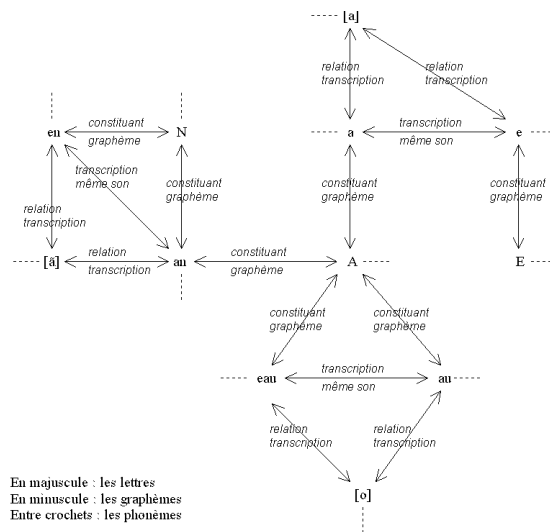 [a]
relation
transcription
relation
transcription
en
constituant
graphème
N
a
transcription
même son
e
transcription
même son
constituant
graphème
constituant
graphème
constituant
graphème
relation
transcription
[ã]
relation
transcription
an
constituant
graphème
A
E
constituant
graphème
constituant
graphème
eau
transcription
même son
au
relation
transcription
relation
transcription
[o]
En majuscule : les lettres
En minuscule : les graphèmes
Entre crochets : les phonèmes